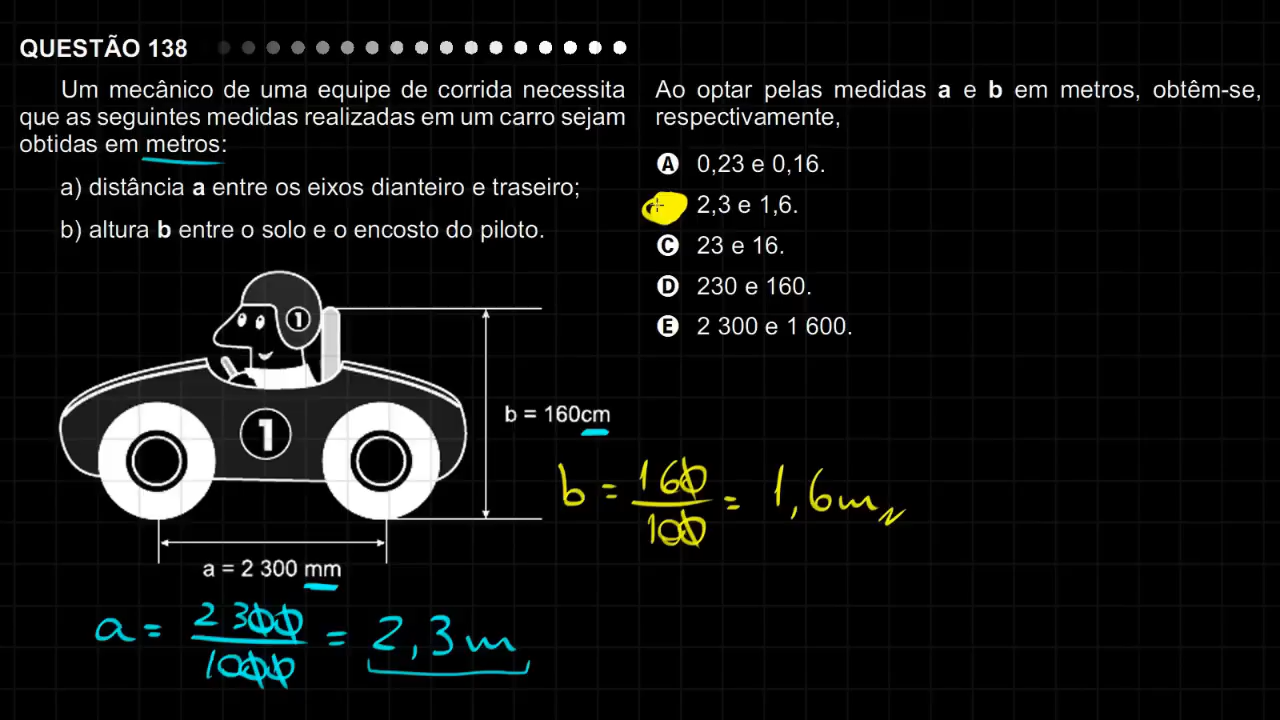 QUESTÃO 138
Um mecânico de uma equipe de corrida necessita
que as seguintes medidas realizadas em um carro sejam
obtidas em metros:
a) distância a entre os eixos dianteiro e traseiro;
b) altura b entre o solo e o encosto do piloto.
1
1
b = 160cm
a = 2 300 mm
a = 2 300 / 1000 = 2,3 m
b = 160 / 100 = 1,6 m
Ao optar pelas medidas a e b em metros, obtêm-se,
respectivamente,
A 0,23 e 0,16.
2,3 e 1,6.
C 23 e 16.
D 230 e 160.
E 2 300 e 1 600.